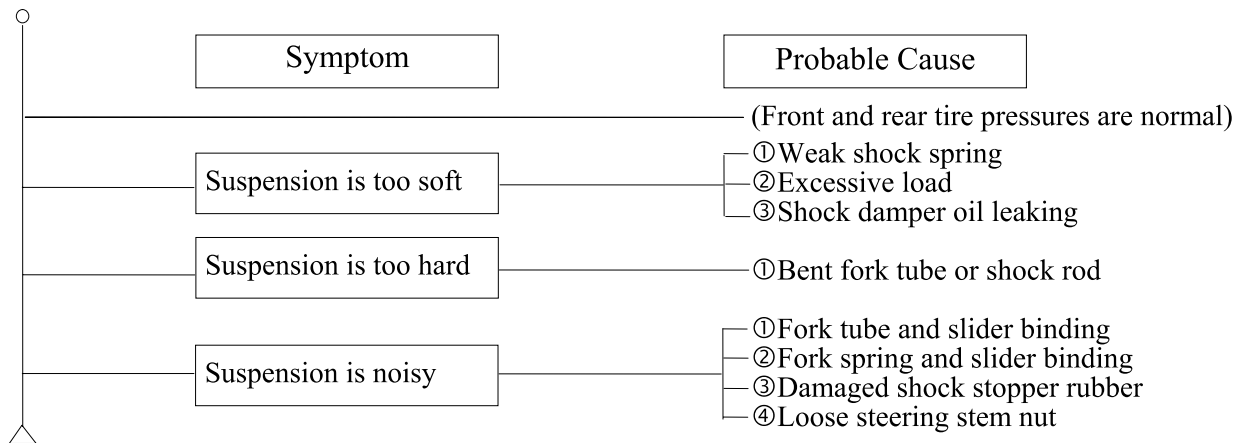 Symptom
Probable Cause
(Front and rear tire pressures are normal)
Suspension is too soft
①Weak shock spring
②Excessive load
③Shock damper oil leaking
Suspension is too hard
①Bent fork tube or shock rod
Suspension is noisy
①Fork tube and slider binding
②Fork spring and slider binding
③Damaged shock stopper rubber
④Loose steering stem nut